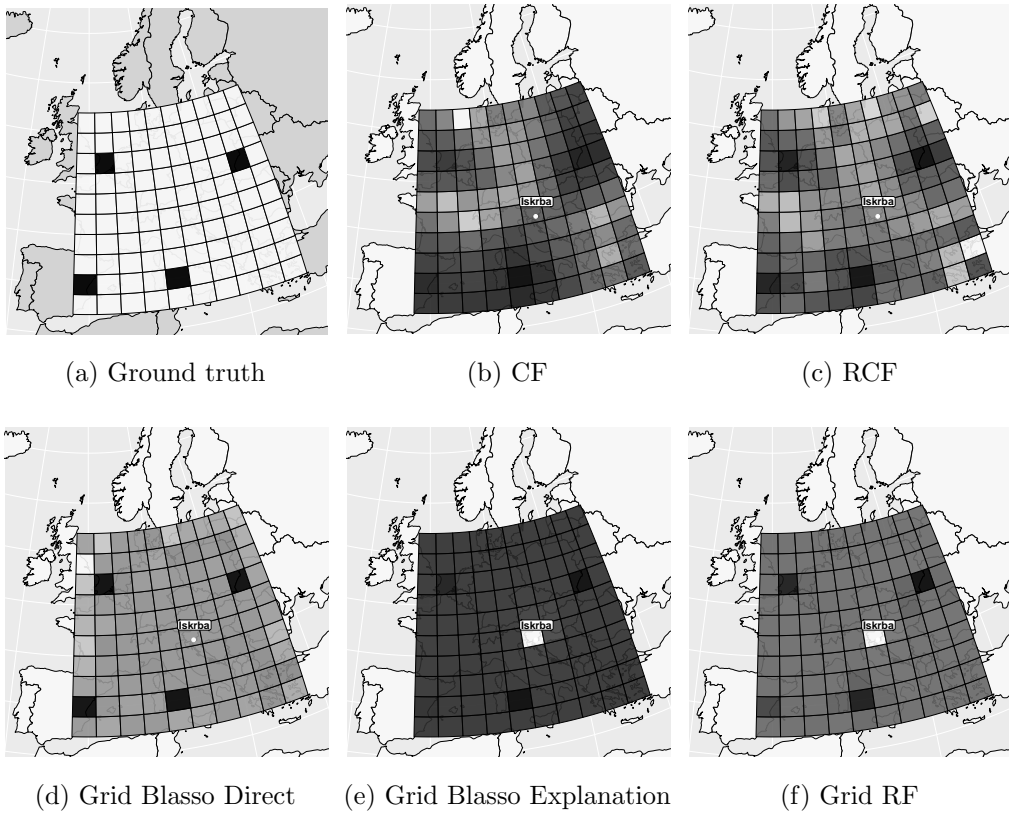 Iskrba
Iskrba
(a) Ground truth
(b) CF
(c) RCF
Iskrba
Iskrba
Iskrba
(d) Grid Blasso Direct
(e) Grid Blasso Explanation
(f) Grid RF